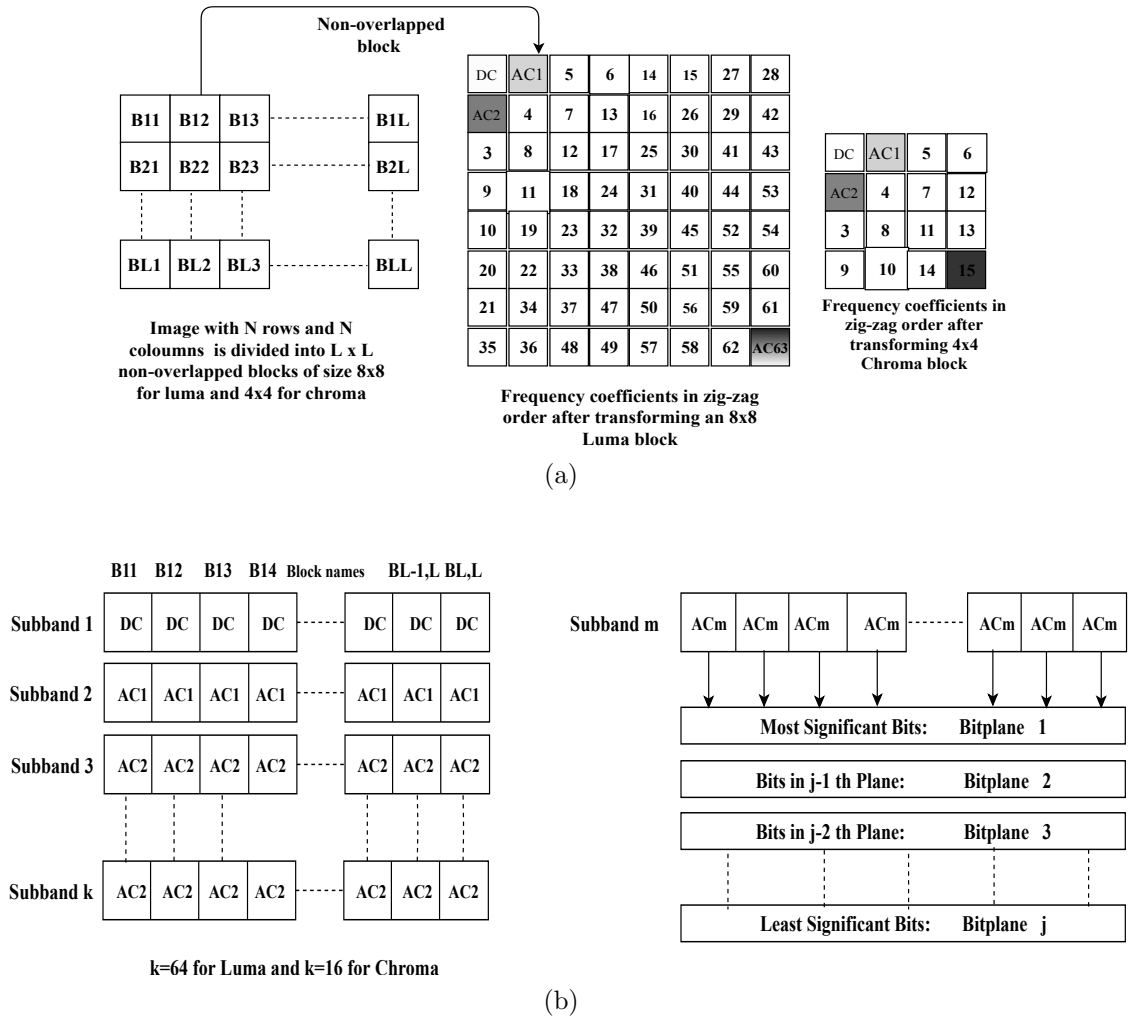 Non-overlapped
block
DC AC1 5 6 14 15 27 28
AC2 4 7 13 16 26 29 42
3 8 12 17 25 30 41 43
9 11 18 24 31 40 44 53
10 19 23 32 39 45 52 54
20 22 33 38 46 51 55 60
21 34 37 47 50 56 59 61
35 36 48 49 57 58 62 AC63
B11 B12 B13 B1L
B21 B22 B23 B2L
BL1 BL2 BL3 BLL
DC AC1 5 6
AC2 4 7 12
3 8 11 13
9 10 14 15
Image with N rows and N
coloumns is divided into L x L
non-overlapped blocks of size 8x8
for luma and 4x4 for chroma
Frequency coefficients in zig-zag
order after transforming an 8x8
Luma block
Frequency coefficients in
zig-zag order after
transforming 4x4
Chroma block
(a)
B11 B12 B13 B14 Block names BL-1,L BL,L
Subband 1 DC DC DC DC DC DC DC
Subband 2 AC1 AC1 AC1 AC1 AC1 AC1 AC1
Subband 3 AC2 AC2 AC2 AC2 AC2 AC2 AC2
Subband k AC2 AC2 AC2 AC2 AC2 AC2 AC2
k=64 for Luma and k=16 for Chroma
Subband m ACm ACm ACm ACm ACm ACm ACm
Most Significant Bits: Bitplane 1
Bits in j-1 th Plane: Bitplane 2
Bits in j-2 th Plane: Bitplane 3
Least Significant Bits: Bitplane j
(b)